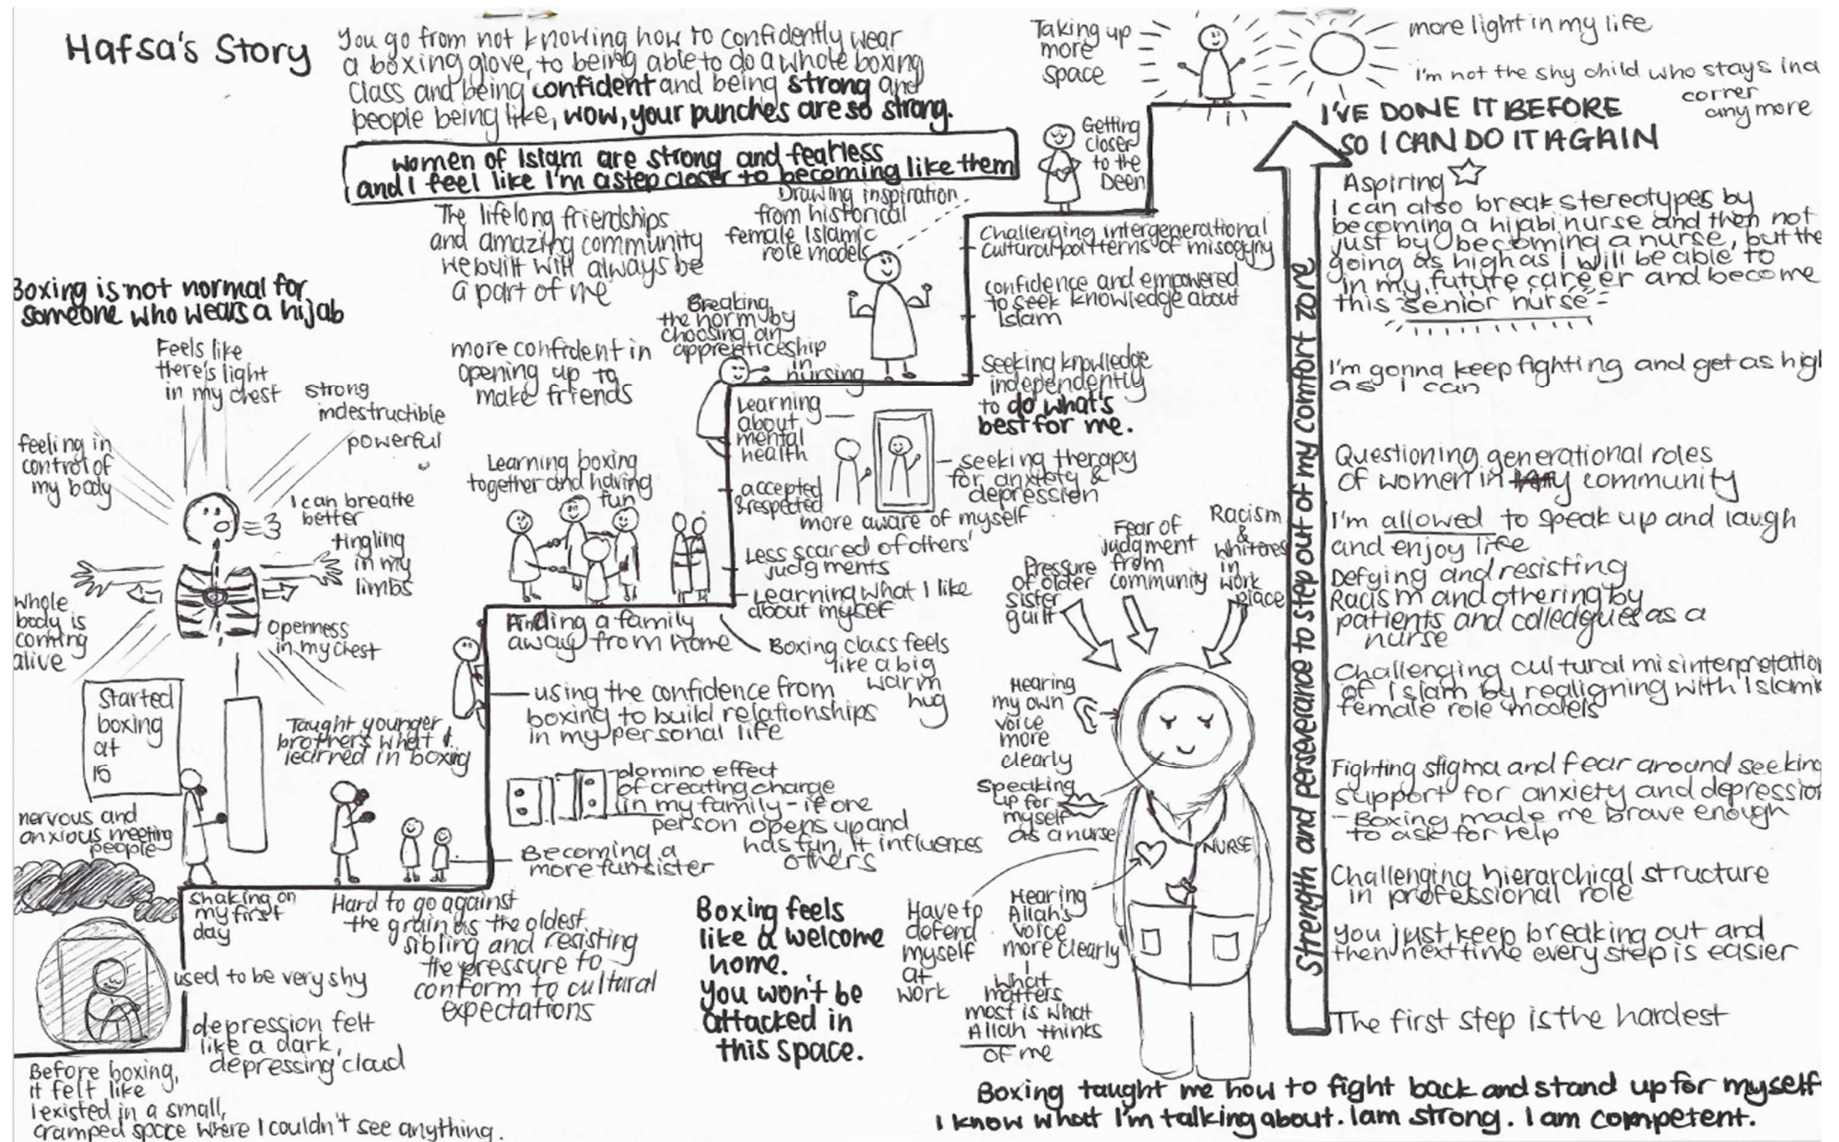 Hafsa's Story
You go from not knowing how to confidently wear
a boxing glove, to being able to do a whole boxing
class and being confident and being strong and
people being like, wow, your punches are so strong.
women of Islam are strong and fearless
and I feel like I'm a step closer to becoming like them
The lifelong friendships
and amazing community
we built will always be
a part of me
Drawing inspiration
from historical
female Islamic
role models
Taking up
more
space
more light in my life
I'm not the shy child who stays in a
corner
any more
I'VE DONE IT BEFORE
SO I CAN DO IT AGAIN
Getting
closer
to the
Deen
Aspiring
I can also break stereotypes by
becoming a hijabi nurse and then not
just by becoming a nurse, but the
going as high as I will be able to
in my future career and become
this senior nurse
I'm gonna keep fighting and get as high
as I can
Questioning generational roles
of women in my community
I'm allowed to speak up and laugh
and enjoy life
Defying and resisting
Racism and othering by
patients and colleagues as a
nurse
Challenging cultural misinterpretation
of Islam by realigning with Islamic
female role models
Fighting stigma and fear around seeking
support for anxiety and depression
- Boxing made me brave enough
to ask for help
Challenging hierarchical structure
in professional role
You just keep breaking out and
then next time every step is easier
The first step is the hardest
Strength and perseverance to step out of my comfort zone
Challenging intergenerational
cultural patterns of misogyny
confidence and empowered
to seek knowledge about
Islam
Seeking knowledge
independently
to do what's
best for me.
Breaking
the norm by
choosing an
apprenticeship
in
nursing
more confident in
opening up to
make friends
Learning
about
mental
health
accepted
& respected
seeking therapy
for anxiety &
depression
more aware of myself
Less scared of others'
judgments
Learning what I like
about myself
Learning boxing
together and having
fun
Boxing is not normal for
someone who wears a hijab
Feels like
there's light
in my chest
strong
indestructible
powerful
feeling in
control of
my body
I can breathe
better
tingling
in my
limbs
whole
body is
coming
alive
Openness
in my chest
Finding a family
away from home
Boxing class feels
like a big
warm
hug
using the confidence from
boxing to build relationships
in my personal life
domino effect
of creating change
in my family - if one
person opens up and
has fun, it influences
others
Becoming a
more fun sister
Started
boxing
at
15
Taught younger
brothers what I
learned in boxing
nervous and
anxious meeting
people
shaking on
my first
day
Hard to go against
the grain as the oldest
sibling and resisting
the pressure to
conform to cultural
expectations
used to be very shy
depression felt
like a dark,
depressing cloud
Before boxing,
it felt like
I existed in a small,
cramped space where I couldn't see anything.
Boxing feels
like a welcome
home.
You won't be
attacked in
this space.
Pressure
of older
sister
guilt
Fear of
judgment
from
community
Racism
&
whiteness
in
work
place
Hearing
my own
voice
more
clearly
Speaking
up for
myself
as a nurse
NURSE
Have to
defend
myself
at
work
Hearing
Allah's
voice
more clearly
What
matters
most is what
Allah thinks
of me
Boxing taught me how to fight back and stand up for myself
I know what I'm talking about. I am strong. I am competent.